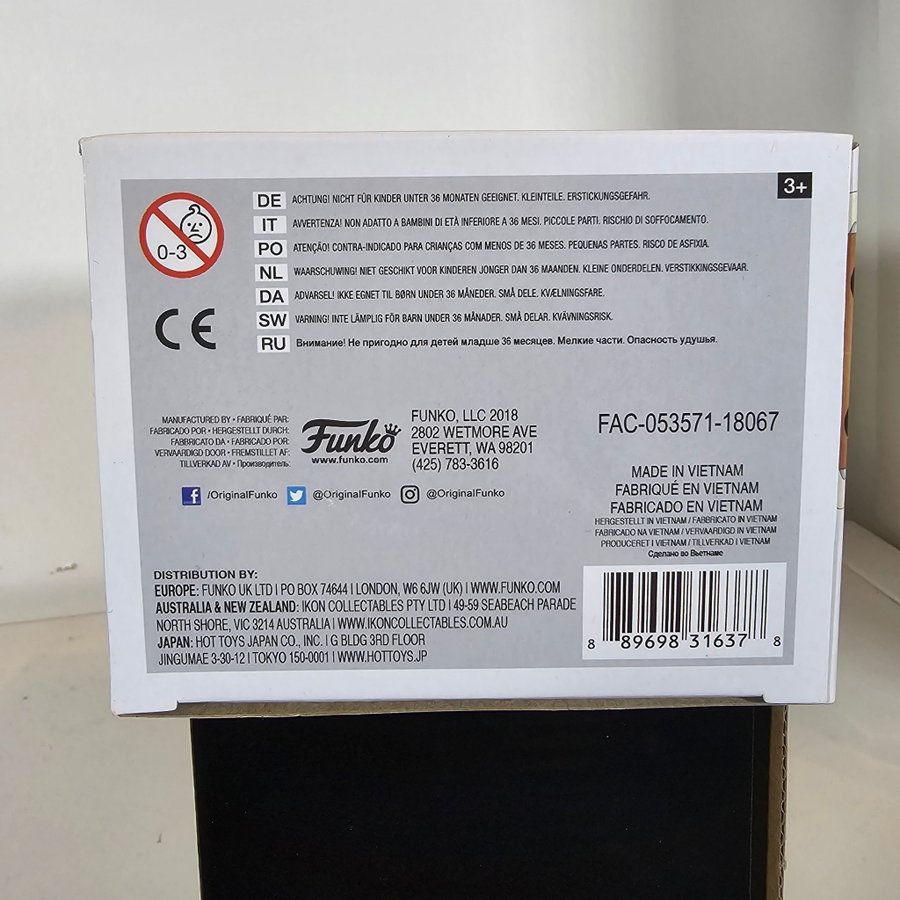 3+
0-3
DE ACHTUNG! NICHT FÜR KINDER UNTER 36 MONATEN GEEIGNET. KLEINTEILE. ERSTICKUNGSGEFAHR.
IT AVVERTENZA! NON ADATTO A BAMBINI DI ETÀ INFERIORE A 36 MESI. PICCOLE PARTI. RISCHIO DI SOFFOCAMENTO.
PO ATENÇÃO! CONTRA-INDICADO PARA CRIANÇAS COM MENOS DE 36 MESES. PEQUENAS PARTES. RISCO DE ASFIXIA.
NL WAARSCHUWING! NIET GESCHIKT VOOR KINDEREN JONGER DAN 36 MAANDEN. KLEINE ONDERDELEN. VERSTIKKINGSGEVAAR.
DA ADVARSEL! IKKE EGNET TIL BØRN UNDER 36 MÅNEDER. SMÅ DELE. KVÆLNINGSFARE.
SW VARNING! INTE LÄMPLIG FÖR BARN UNDER 36 MÅNADER. SMÅ DELAR. KVÄVNINGSRISK.
RU Внимание! Не пригодно для детей младше 36 месяцев. Мелкие части. Опасность удушья.
CE
MANUFACTURED BY • FABRIQUÉ PAR:
FABRICADO POR • HERGESTELLT DURCH:
FABBRICATO DA • FABRICADO POR:
VERVAARDIGD DOOR • FREMSTILLET AF:
TILLVERKAD AV • Производитель:
Funko
www.funko.com
FUNKO, LLC 2018
2802 WETMORE AVE
EVERETT, WA 98201
(425) 783-3616
f /OriginalFunko @OriginalFunko @OriginalFunko
FAC-053571-18067
MADE IN VIETNAM
FABRIQUÉ EN VIETNAM
FABRICADO EN VIETNAM
HERGESTELLT IN VIETNAM / FABBRICATO IN VIETNAM
FABRICADO NA VIETNAM / VERVAARDIGD IN VIETNAM
PRODUCERET I VIETNAM / TILLVERKAD I VIETNAM
Сделано во Вьетнаме
DISTRIBUTION BY:
EUROPE: FUNKO UK LTD | PO BOX 74644 | LONDON, W6 6JW (UK) | WWW.FUNKO.COM
AUSTRALIA & NEW ZEALAND: IKON COLLECTABLES PTY LTD | 49-59 SEABEACH PARADE
NORTH SHORE, VIC 3214 AUSTRALIA | WWW.IKONCOLLECTABLES.COM.AU
JAPAN: HOT TOYS JAPAN CO., INC. | G BLDG 3RD FLOOR
JINGUMAE 3-30-12 | TOKYO 150-0001 | WWW.HOTTOYS.JP
8 89698 31637 8